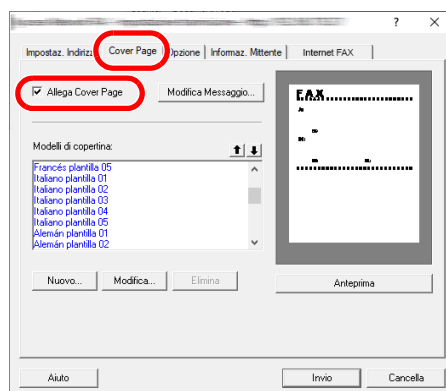 ?
Impostaz. Indiriz Cover Page Opzione Informaz. Mittente Internet FAX
Allega Cover Page
Modifica Messaggio...
Modelli di copertina:
Francés plantilla 05
Italiano plantilla 01
Italiano plantilla 02
Italiano plantilla 03
Italiano plantilla 04
Italiano plantilla 05
Alemán plantilla 01
Alemán plantilla 02
FAX
Nuovo... Modifica... Elimina
Anteprima
Aiuto Invio Cancella